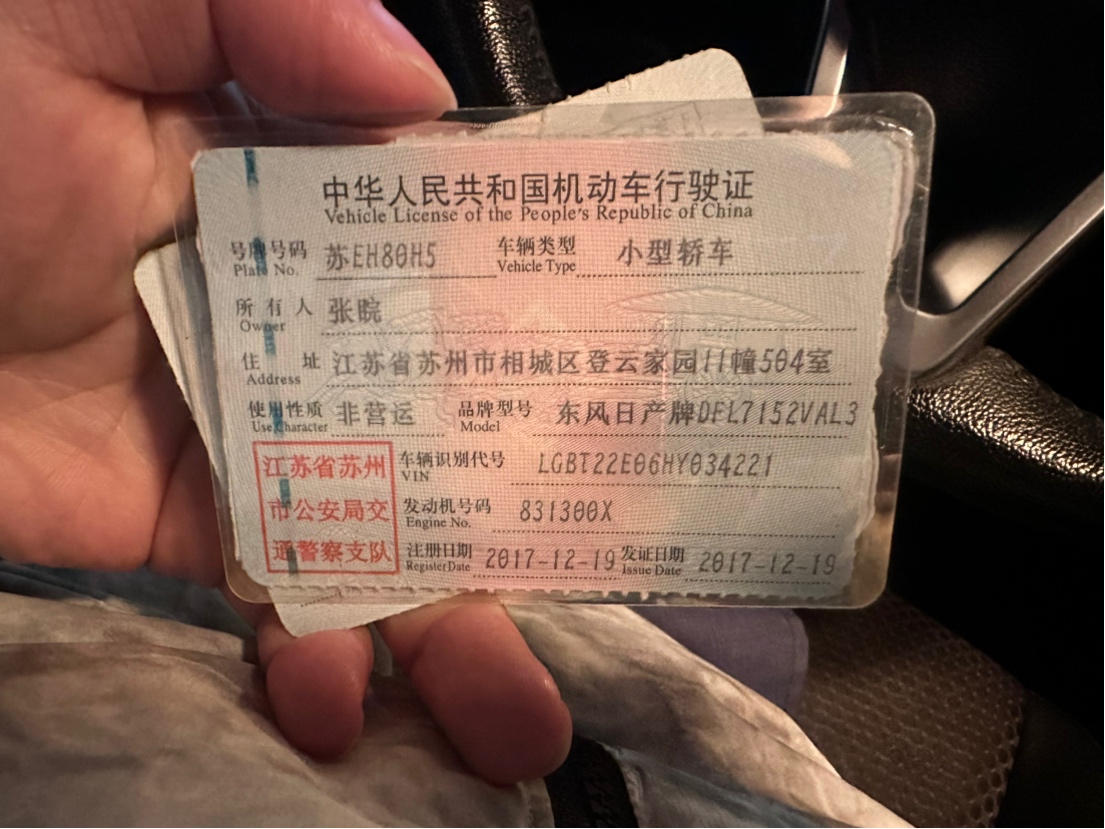 中华人民共和国机动车行驶证
Vehicle License of the People's Republic of China
号牌号码 苏EH80H5 车辆类型 小型轿车
Plate No. Vehicle Type
所有人 张皖
Owner
住址 江苏省苏州市相城区登云家园11幢504室
Address
使用性质 非营运 品牌型号 东风日产牌DFL7152VAL3
Use Character Model
江苏省苏州 车辆识别代号 LGBT22E06HY034221
VIN
市公安局交 发动机号码 831300X
Engine No.
通警察支队 注册日期 2017-12-19 发证日期 2017-12-19
Register Date Issue Date